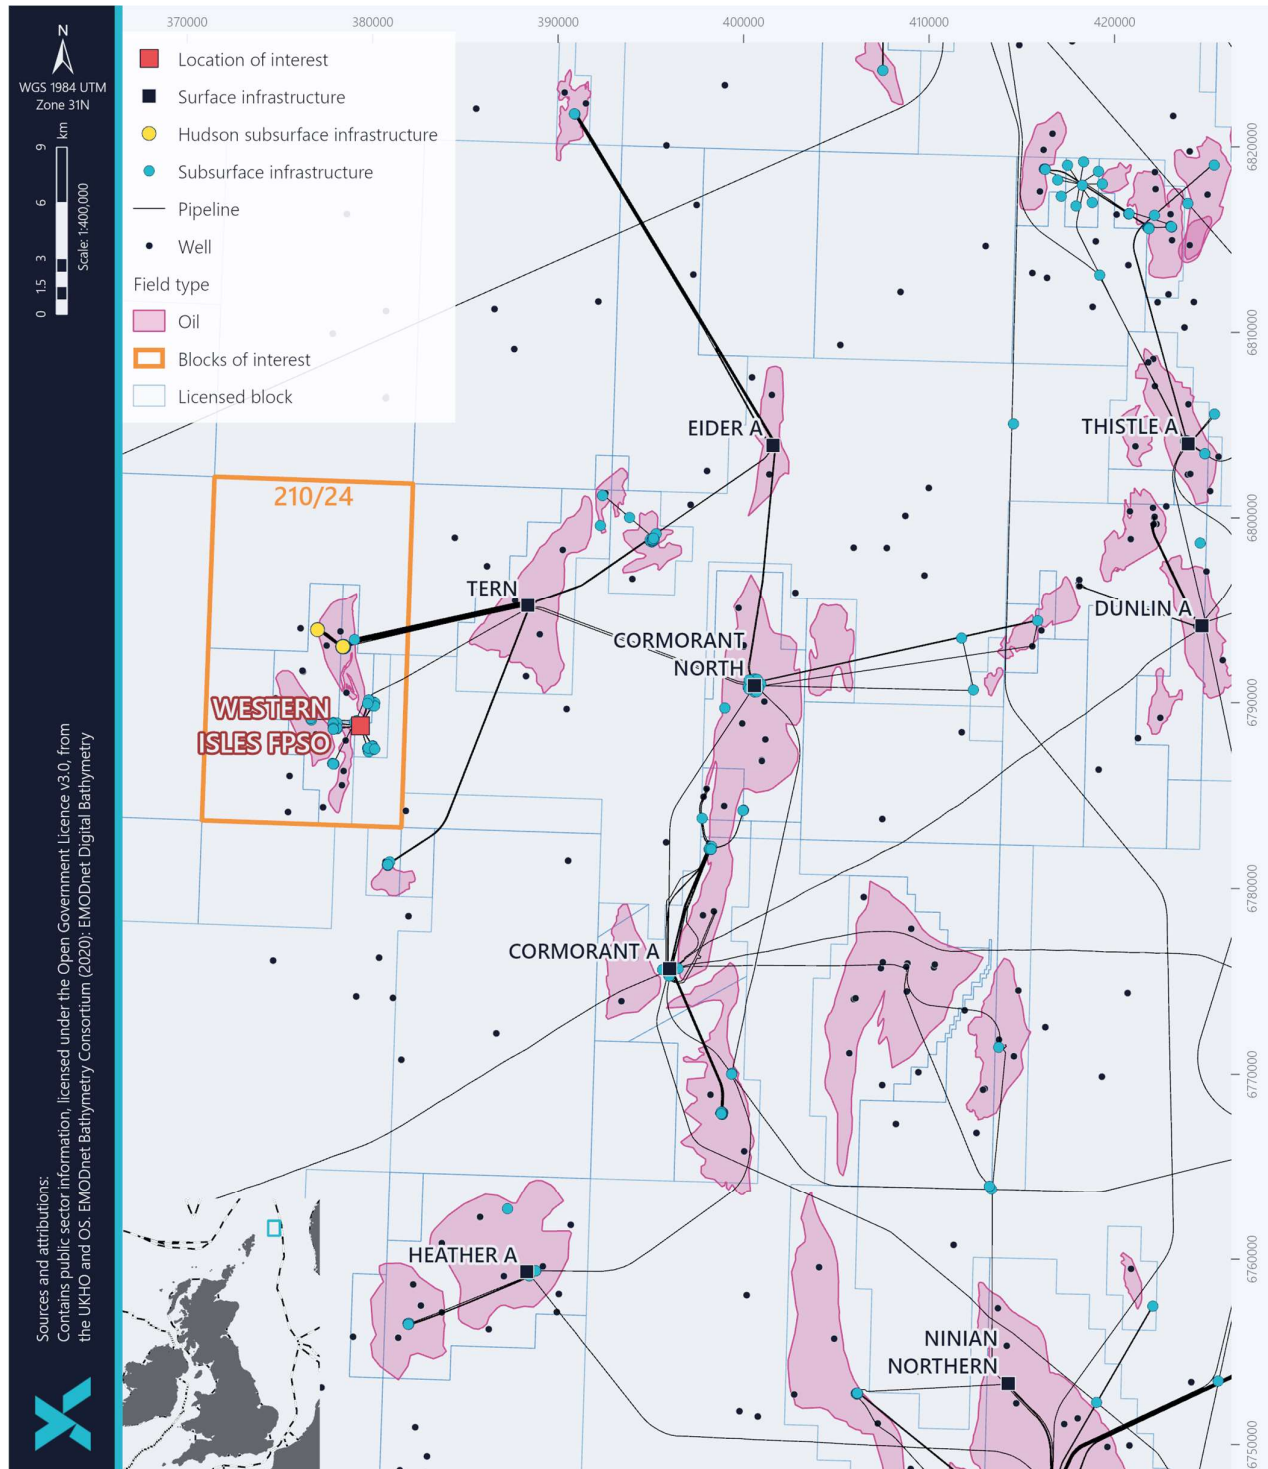 370000
380000
390000
400000
410000
420000
N
WGS 1984 UTM
Zone 31N
km
9
6
3
1.5
0
Scale: 1:400,000
Location of interest
Surface infrastructure
Hudson subsurface infrastructure
Subsurface infrastructure
Pipeline
Well
Field type
Oil
Blocks of interest
Licensed block
6820000
6810000
6800000
6790000
6780000
6770000
6760000
6750000
EIDER A
THISTLE A
210/24
TERN
DUNLIN A
CORMORANT
NORTH
WESTERN
ISLES FPSO
CORMORANT A
HEATHER A
NINIAN
NORTHERN
Sources and attributions:
Contains public sector information, licensed under the Open Government Licence v3.0, from
the UKHO and OS. EMODnet Bathymetry Consortium (2020): EMODnet Digital Bathymetry